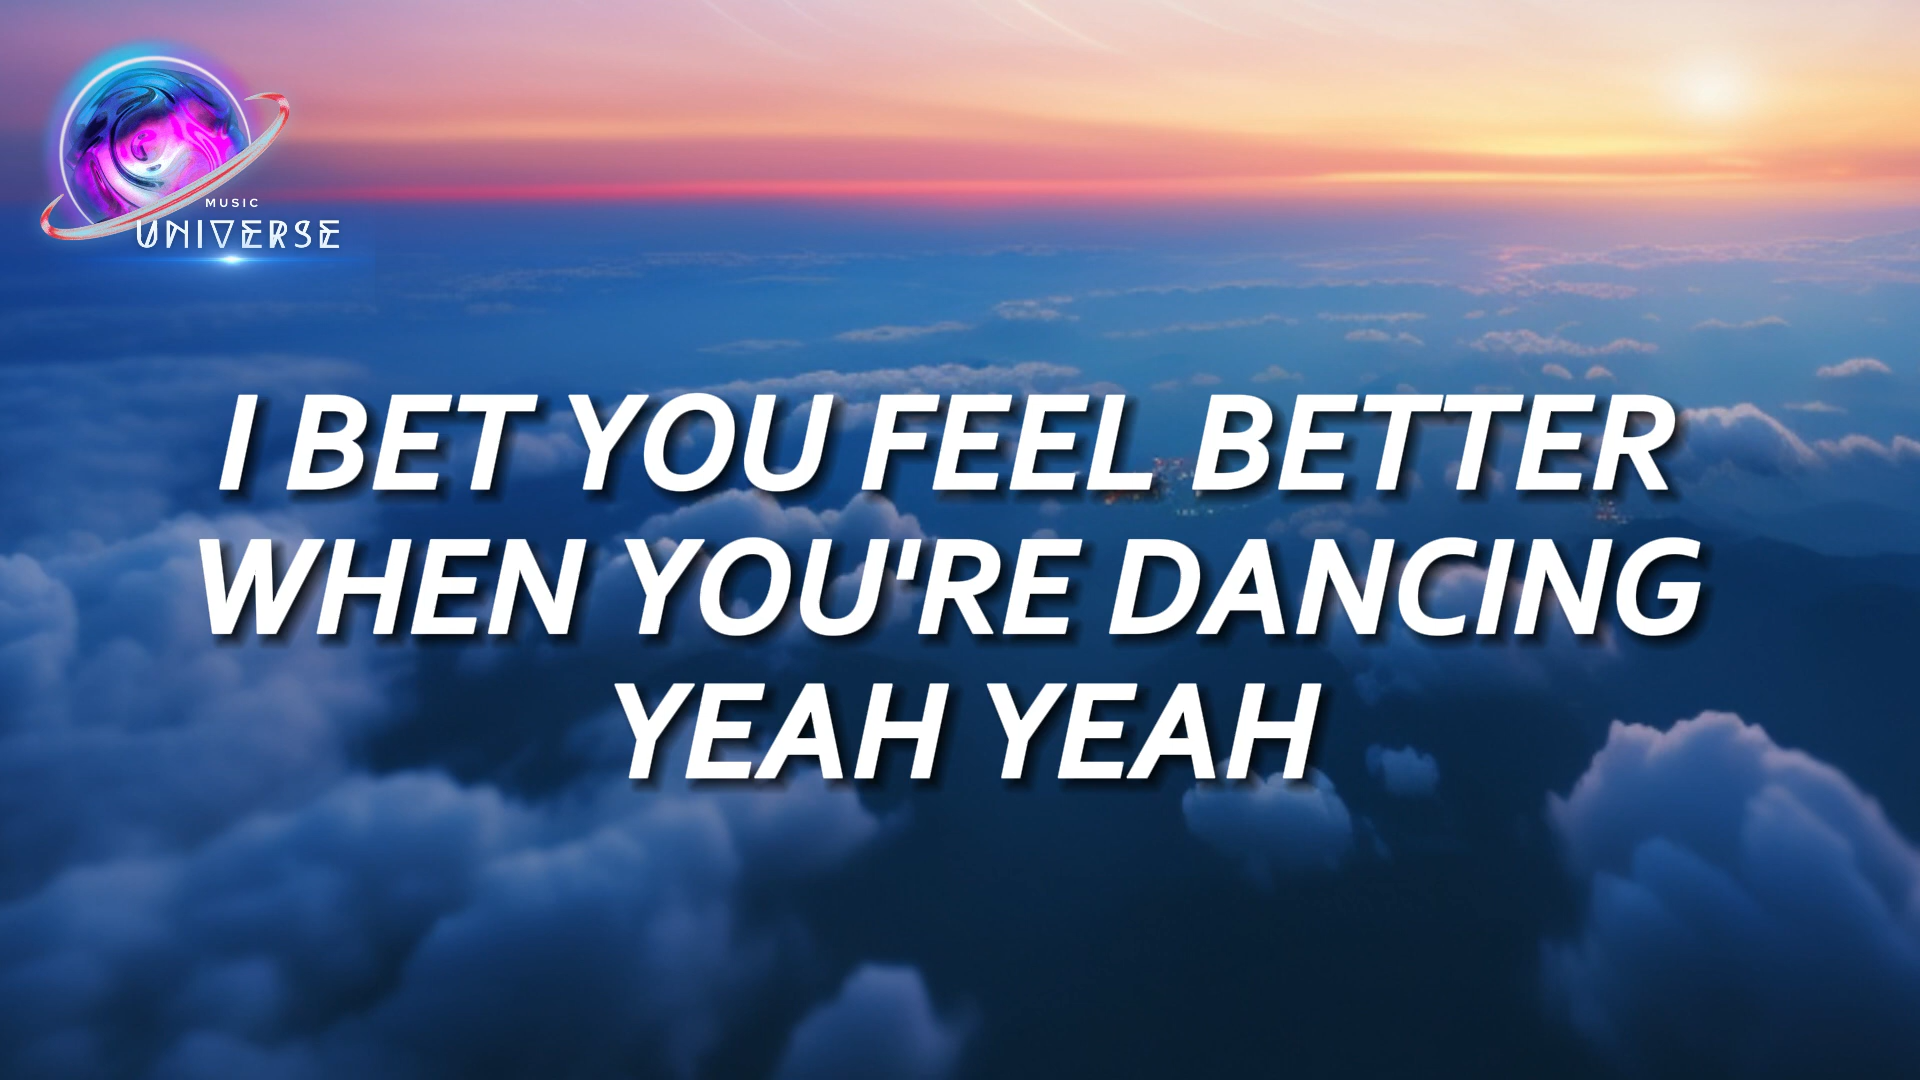 MUSIC
UNIVERSE
I BET YOU FEEL BETTER
WHEN YOU'RE DANCING
YEAH YEAH